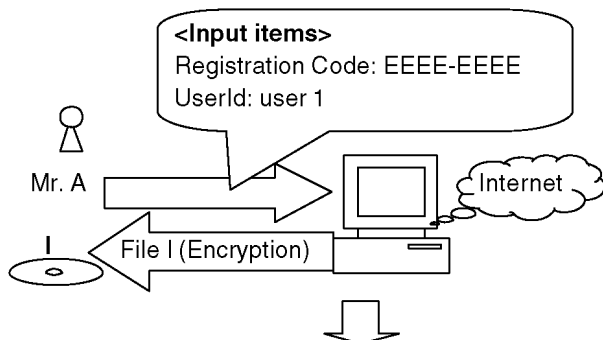 <Input items>
Registration Code: EEEE-EEEE
UserId: user 1
Mr. A
Internet
I
File I (Encryption)